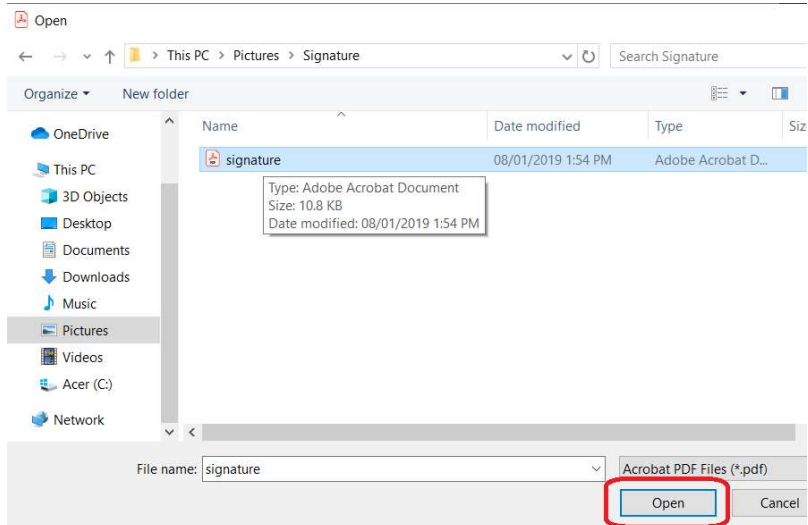 Open
This PC > Pictures > Signature
Search Signature
Organize
New folder
Name
Date modified
Type
Siz
OneDrive
This PC
3D Objects
Desktop
Documents
Downloads
Music
Pictures
Videos
Acer (C:)
Network
signature
08/01/2019 1:54 PM
Adobe Acrobat D...
Type: Adobe Acrobat Document
Size: 10.8 KB
Date modified: 08/01/2019 1:54 PM
File name: signature
Acrobat PDF Files (*.pdf)
Open
Cancel